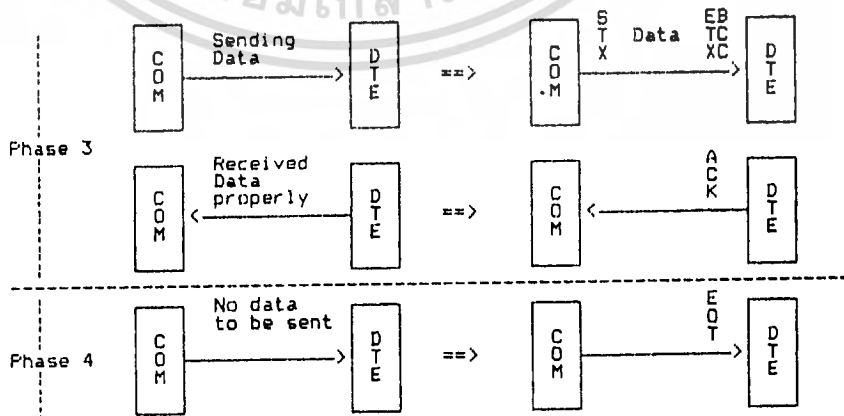 Phase 3
COM
Sending
Data
DTE
==>
CO.M
STX
Data
ETX
BCC
DTE
COM
Received
Data
properly
DTE
==>
COM
ACK
DTE
Phase 4
COM
No data
to be sent
DTE
==>
COM
EOT
DTE